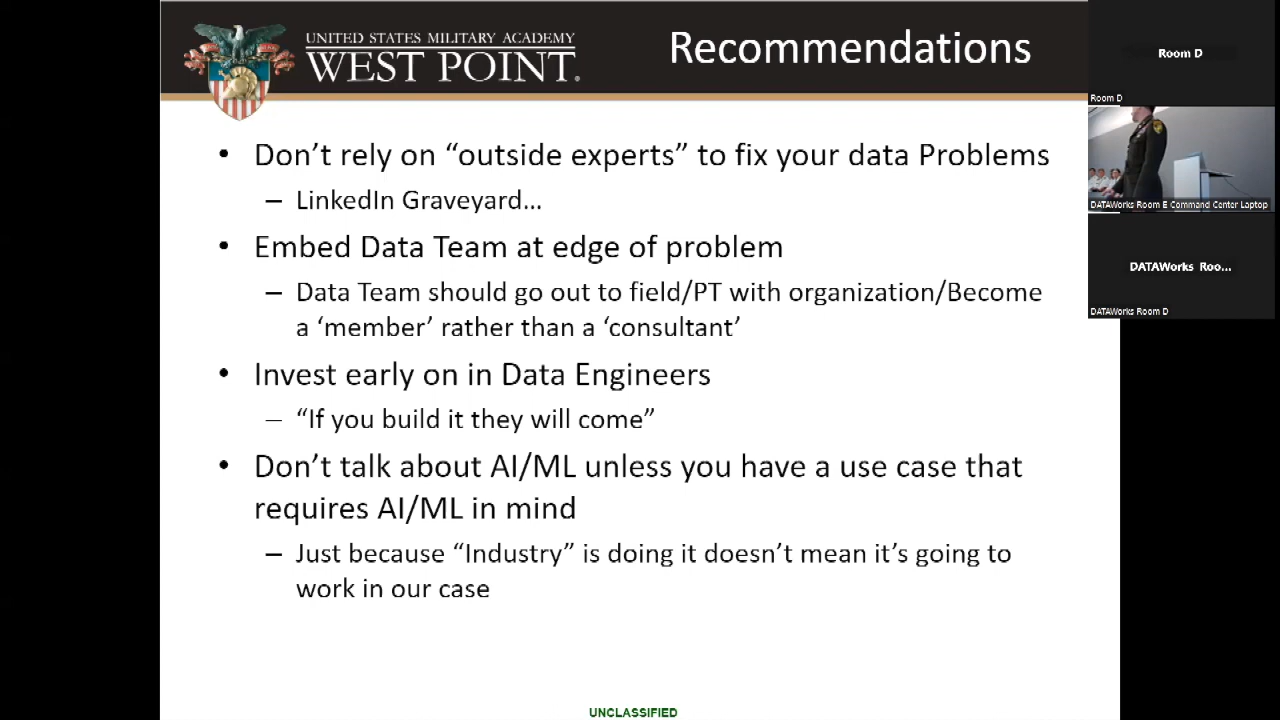 UNITED STATES MILITARY ACADEMY
WEST POINT®
Recommendations
• Don’t rely on “outside experts” to fix your data Problems
– LinkedIn Graveyard…
• Embed Data Team at edge of problem
– Data Team should go out to field/PT with organization/Become
a ‘member’ rather than a ‘consultant’
• Invest early on in Data Engineers
– “If you build it they will come”
• Don’t talk about AI/ML unless you have a use case that
requires AI/ML in mind
– Just because “Industry” is doing it doesn’t mean it’s going to
work in our case
UNCLASSIFIED
Room D
Room D
DATAWorks Room E Command Center Laptop
DATAWorks Roo...
DATAWorks Room D